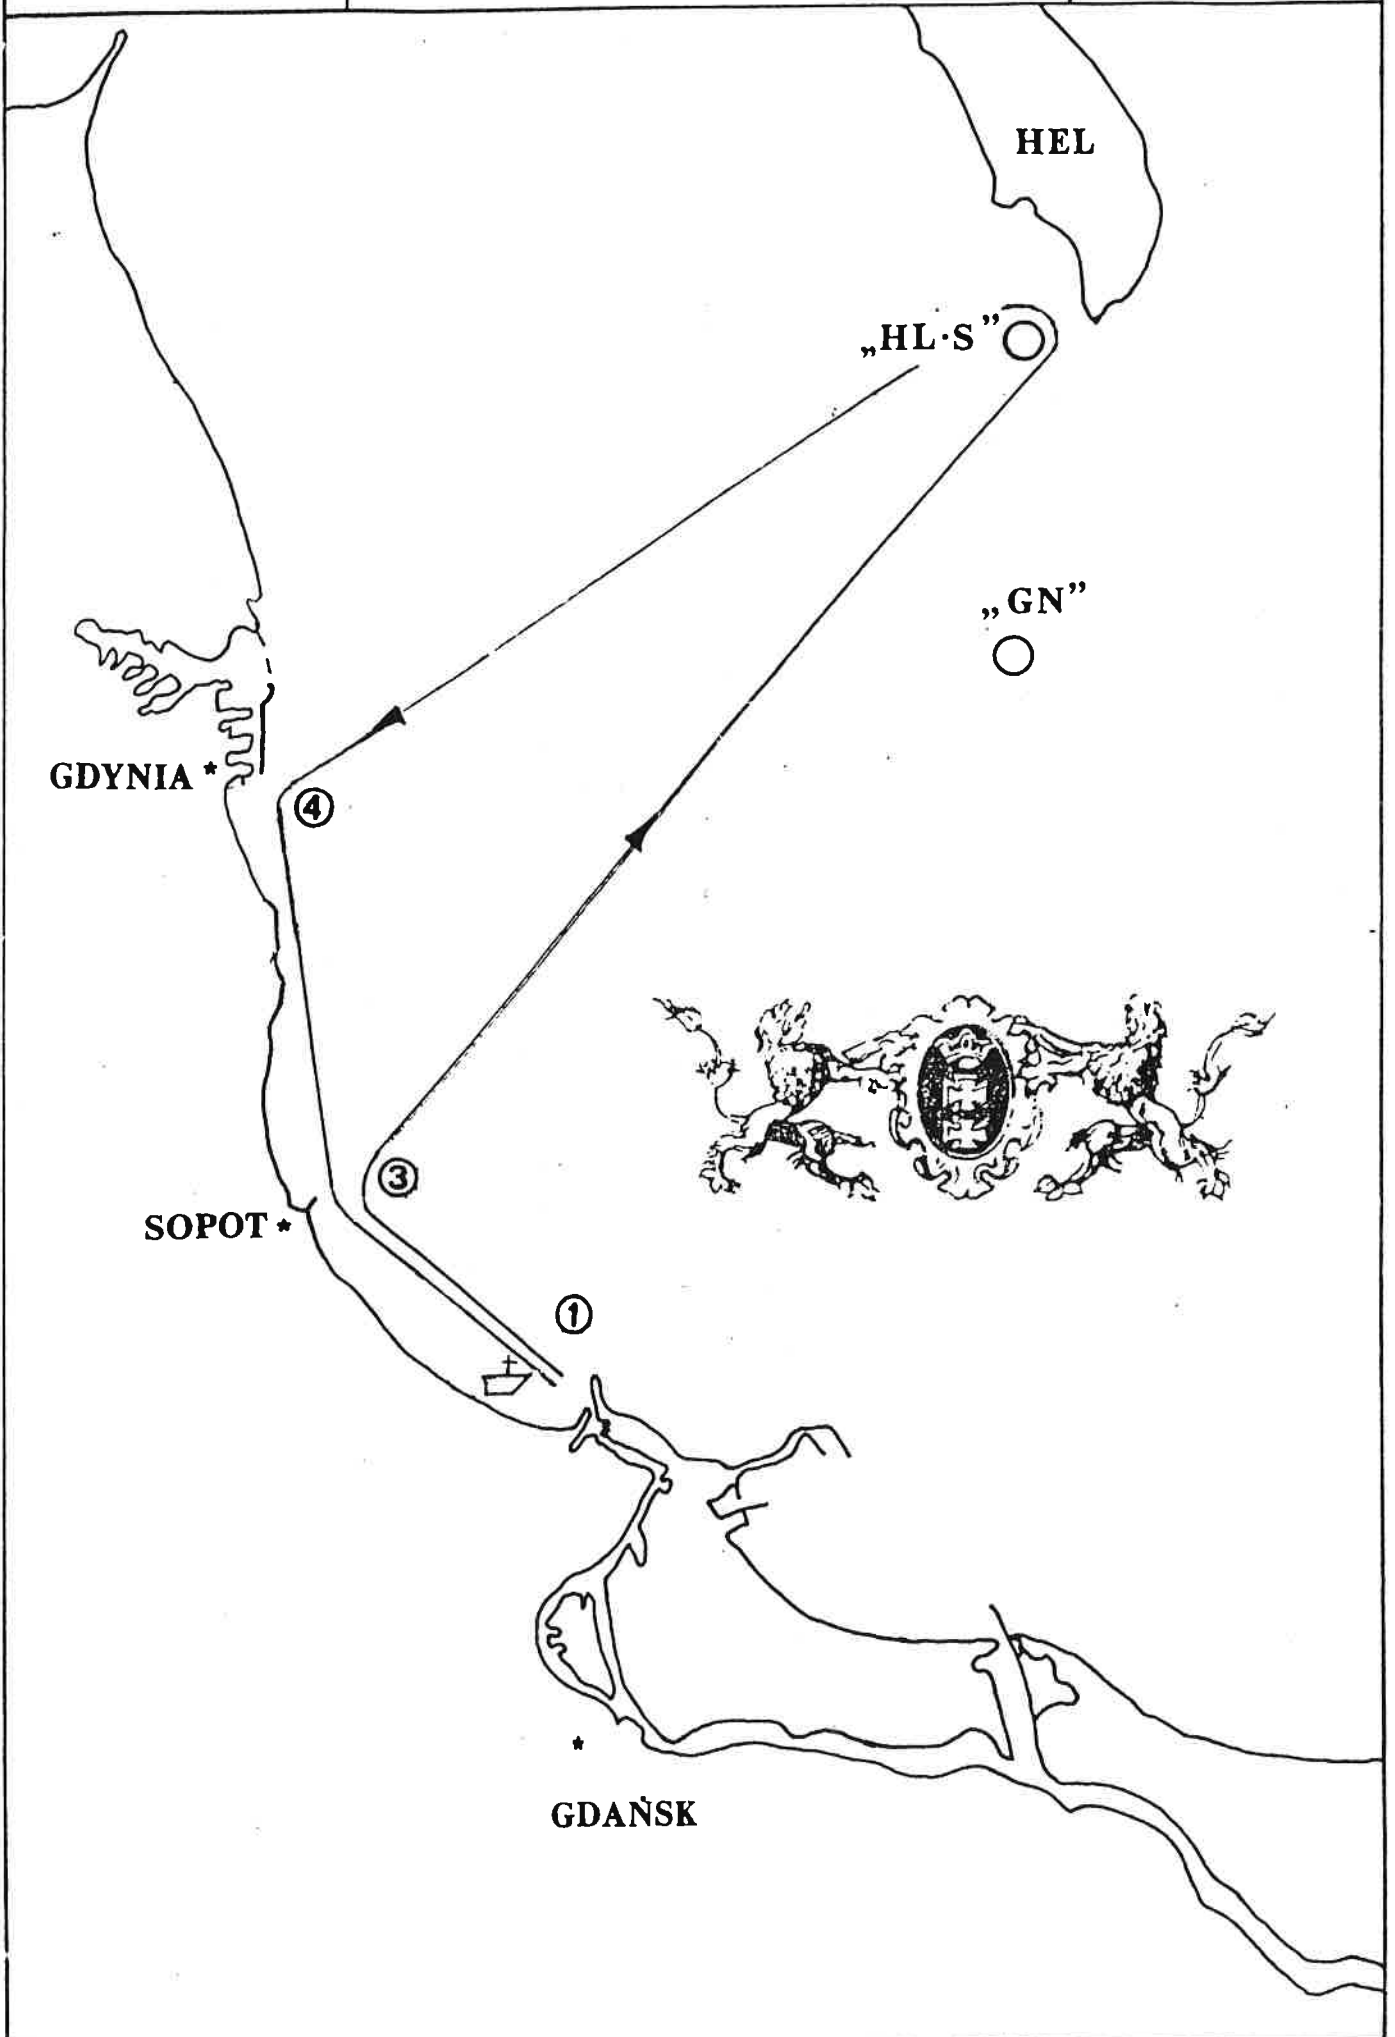 HEL
„HL·S”
„GN”
GDYNIA *
④
③
SOPOT *
①
*
GDAŃSK